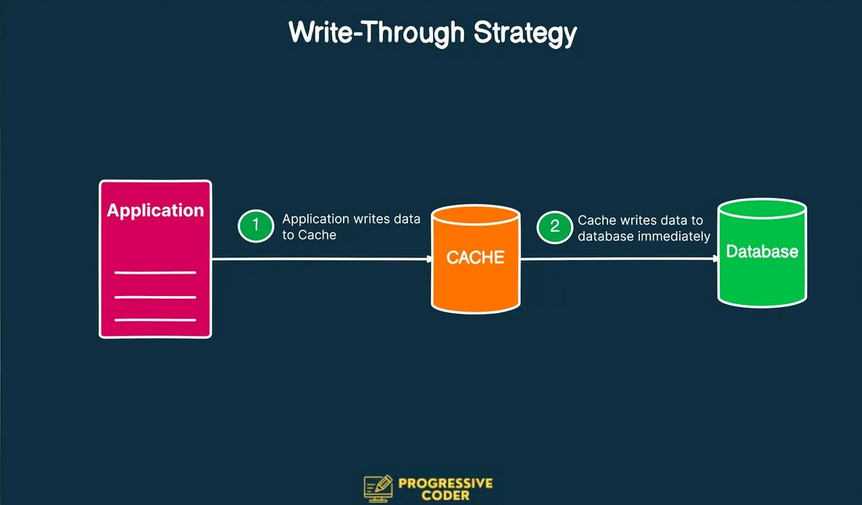 Write-Through Strategy
Application
1
Application writes data
to Cache
CACHE
2
Cache writes data to
database immediately
Database
PROGRESSIVE
CODER